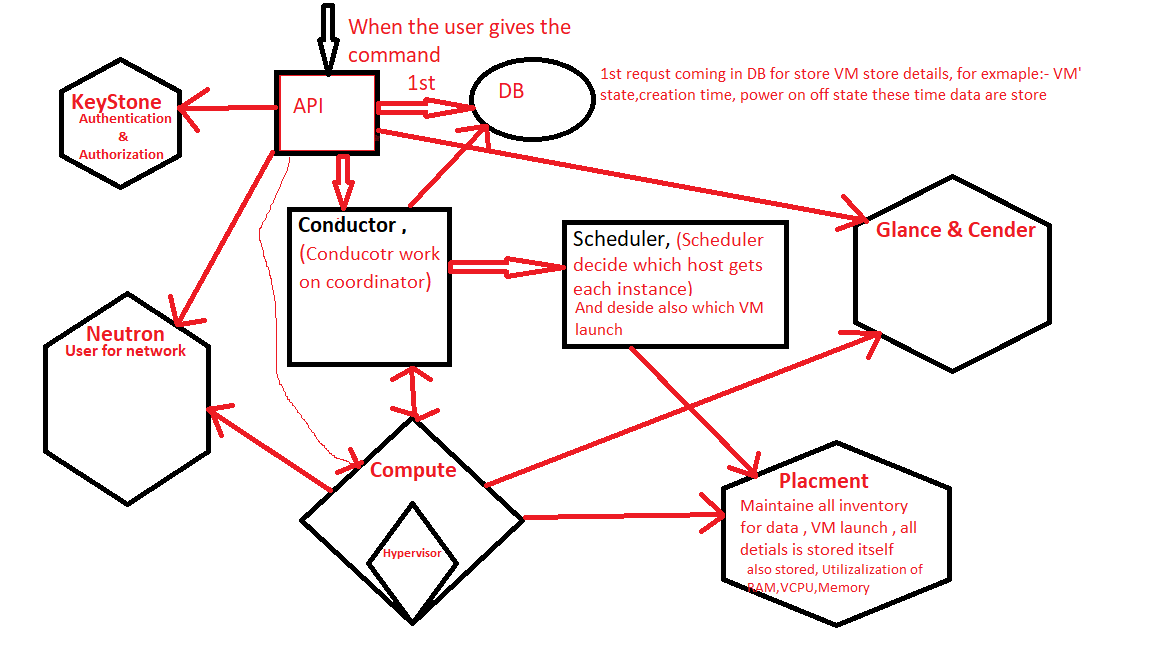 When the user gives the
command
1st
API
DB
1st requst coming in DB for store VM store details, for exmaple:- VM'
state,creation time, power on off state these time data are store
KeyStone
Authentication
&
Authorization
Conductor ,
(Conducotr work
on coordinator)
Scheduler, (Scheduler
decide which host gets
each instance)
And deside also which VM
launch
Glance & Cender
Neutron
User for network
Compute
Hypervisor
Placment
Maintaine all inventory
for data , VM launch , all
detials is stored itself
also stored, Utilizalization of
RAM,VCPU,Memory